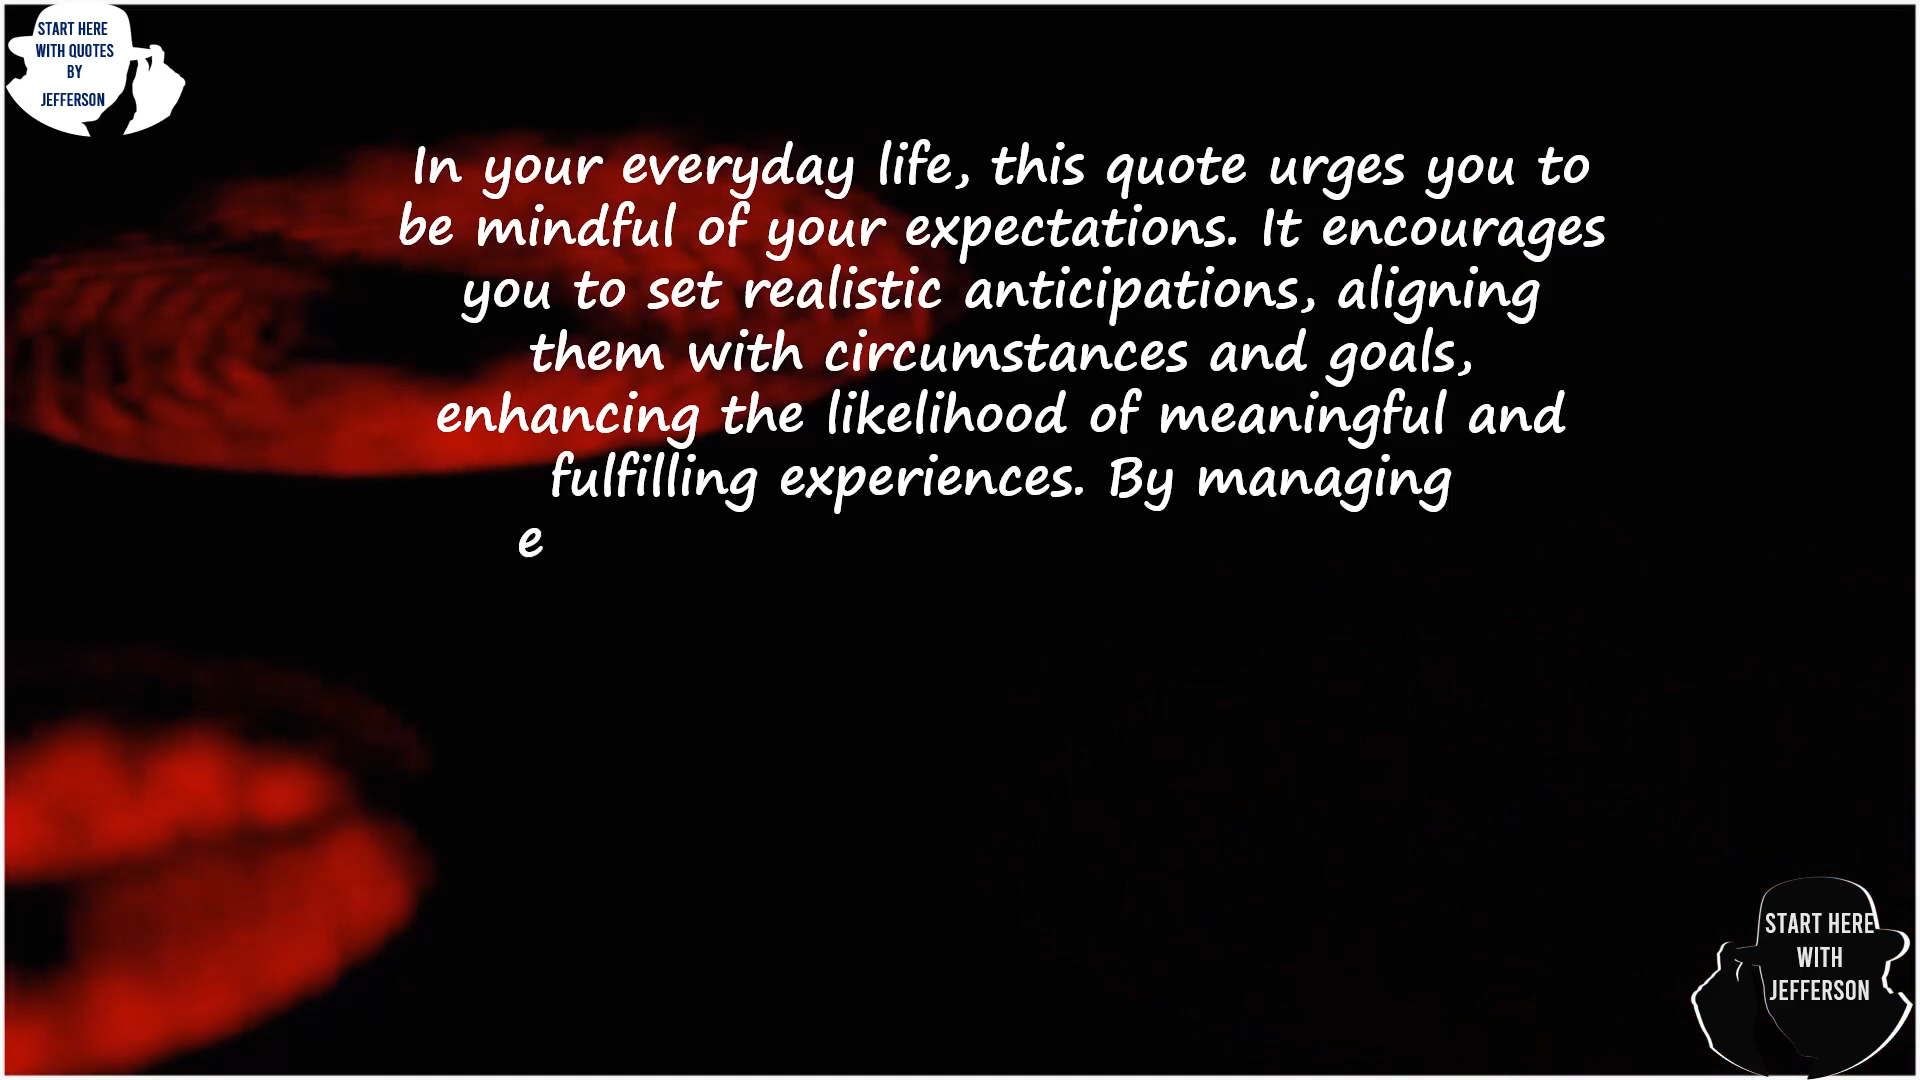 START HERE
WITH QUOTES
BY
JEFFERSON
In your everyday life, this quote urges you to
be mindful of your expectations. It encourages
you to set realistic anticipations, aligning
them with circumstances and goals,
enhancing the likelihood of meaningful and
fulfilling experiences. By managing
e
START HERE
WITH
JEFFERSON